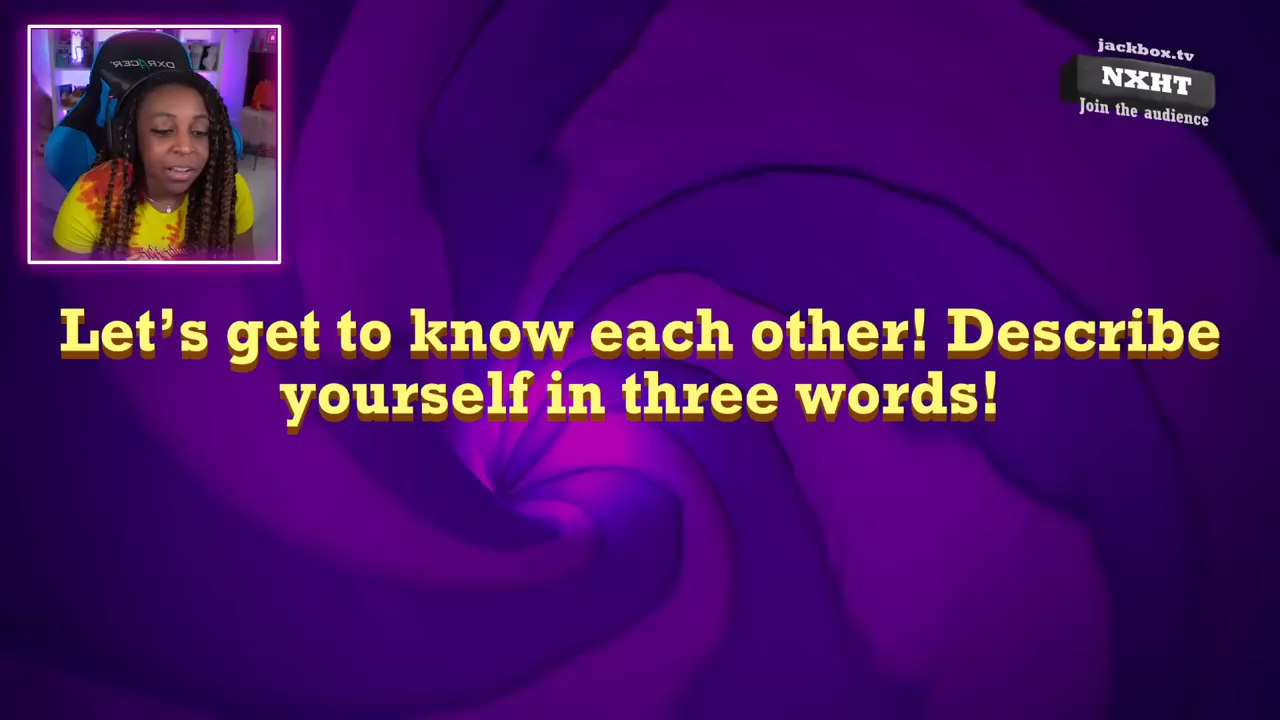 jackbox.tv
NXHT
Join the audience
DXRACER
Let's get to know each other! Describe
yourself in three words!